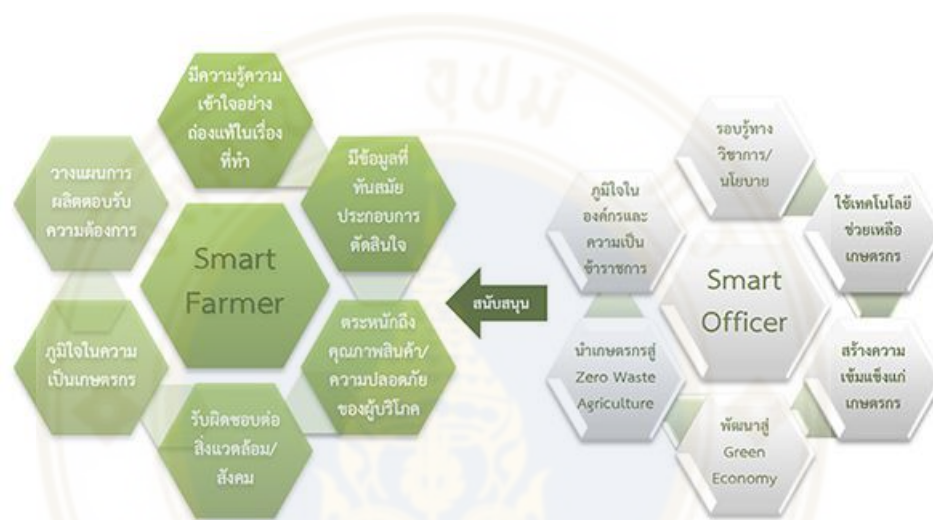 อุปมํ
มีความรู้ความ
เข้าใจอย่าง
ถ่องแท้ในเรื่อง
ที่ทำ
มีข้อมูลที่
ทันสมัย
ประกอบการ
ตัดสินใจ
ตระหนักถึง
คุณภาพสินค้า/
ความปลอดภัย
ของผู้บริโภค
รับผิดชอบต่อ
สิ่งแวดล้อม/
สังคม
ภูมิใจในความ
เป็นเกษตรกร
วางแผนการ
ผลิตตอบรับ
ความต้องการ
Smart
Farmer
สนับสนุน
รอบรู้ทาง
วิชาการ/
นโยบาย
ใช้เทคโนโลยี
ช่วยเหลือ
เกษตรกร
สร้างความ
เข้มแข็งแก่
เกษตรกร
พัฒนาสู่
Green
Economy
นำเกษตรกรสู่
Zero Waste
Agriculture
ภูมิใจใน
องค์กรและ
ความเป็น
ข้าราชการ
Smart
Officer